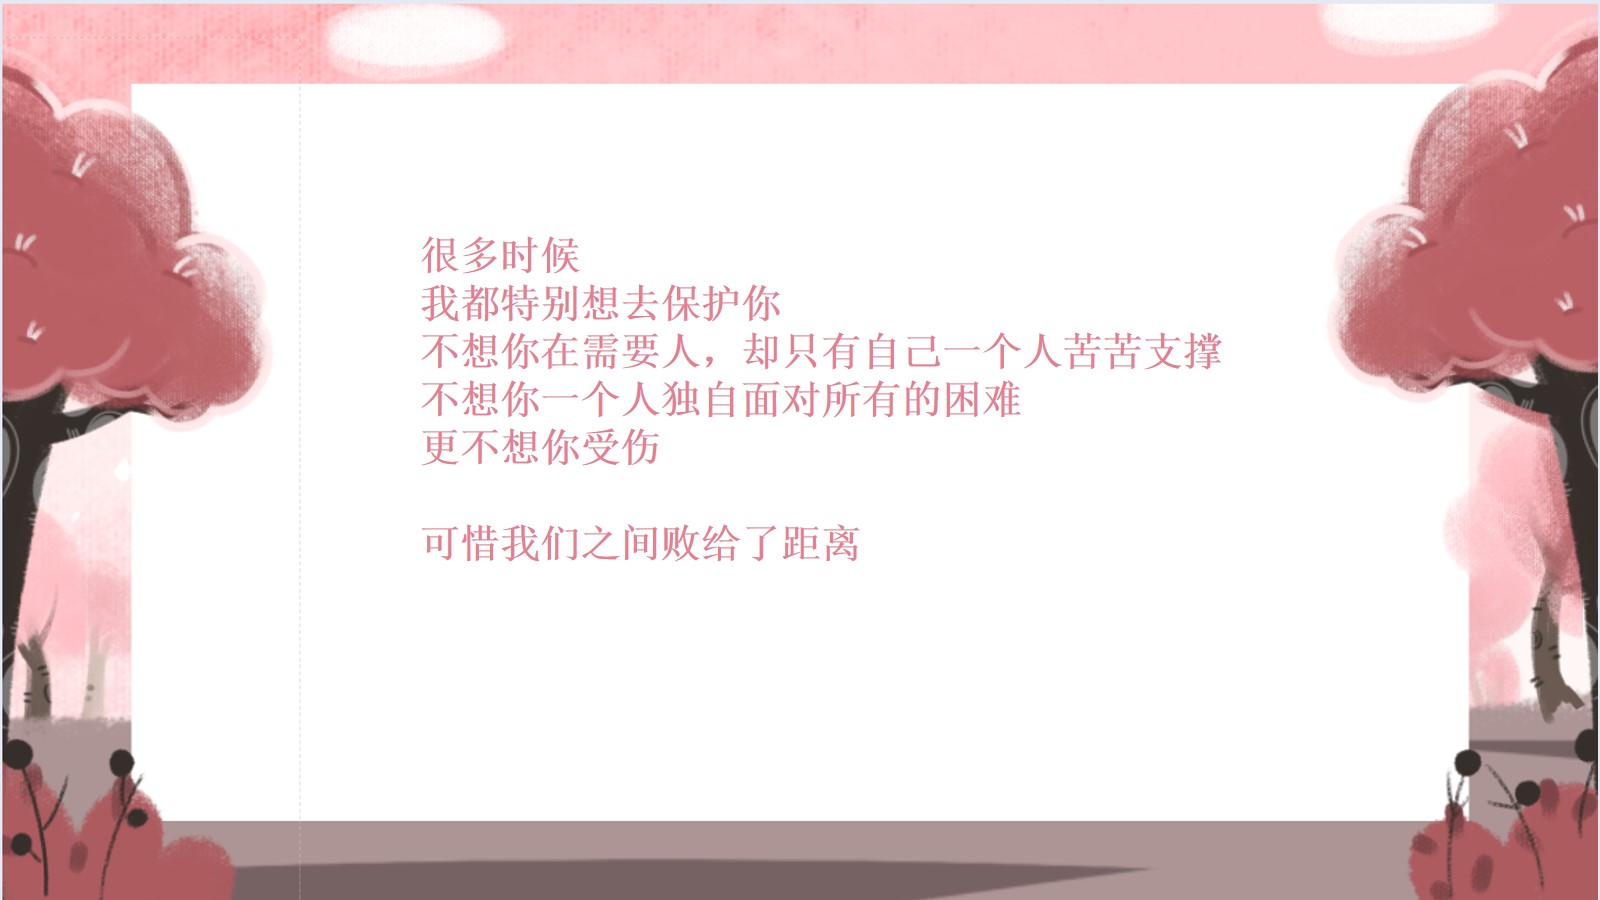 很多时候
我都特别想去保护你
不想你在需要人，却只有自己一个人苦苦支撑
不想你一个人独自面对所有的困难
更不想你受伤
可惜我们之间败给了距离